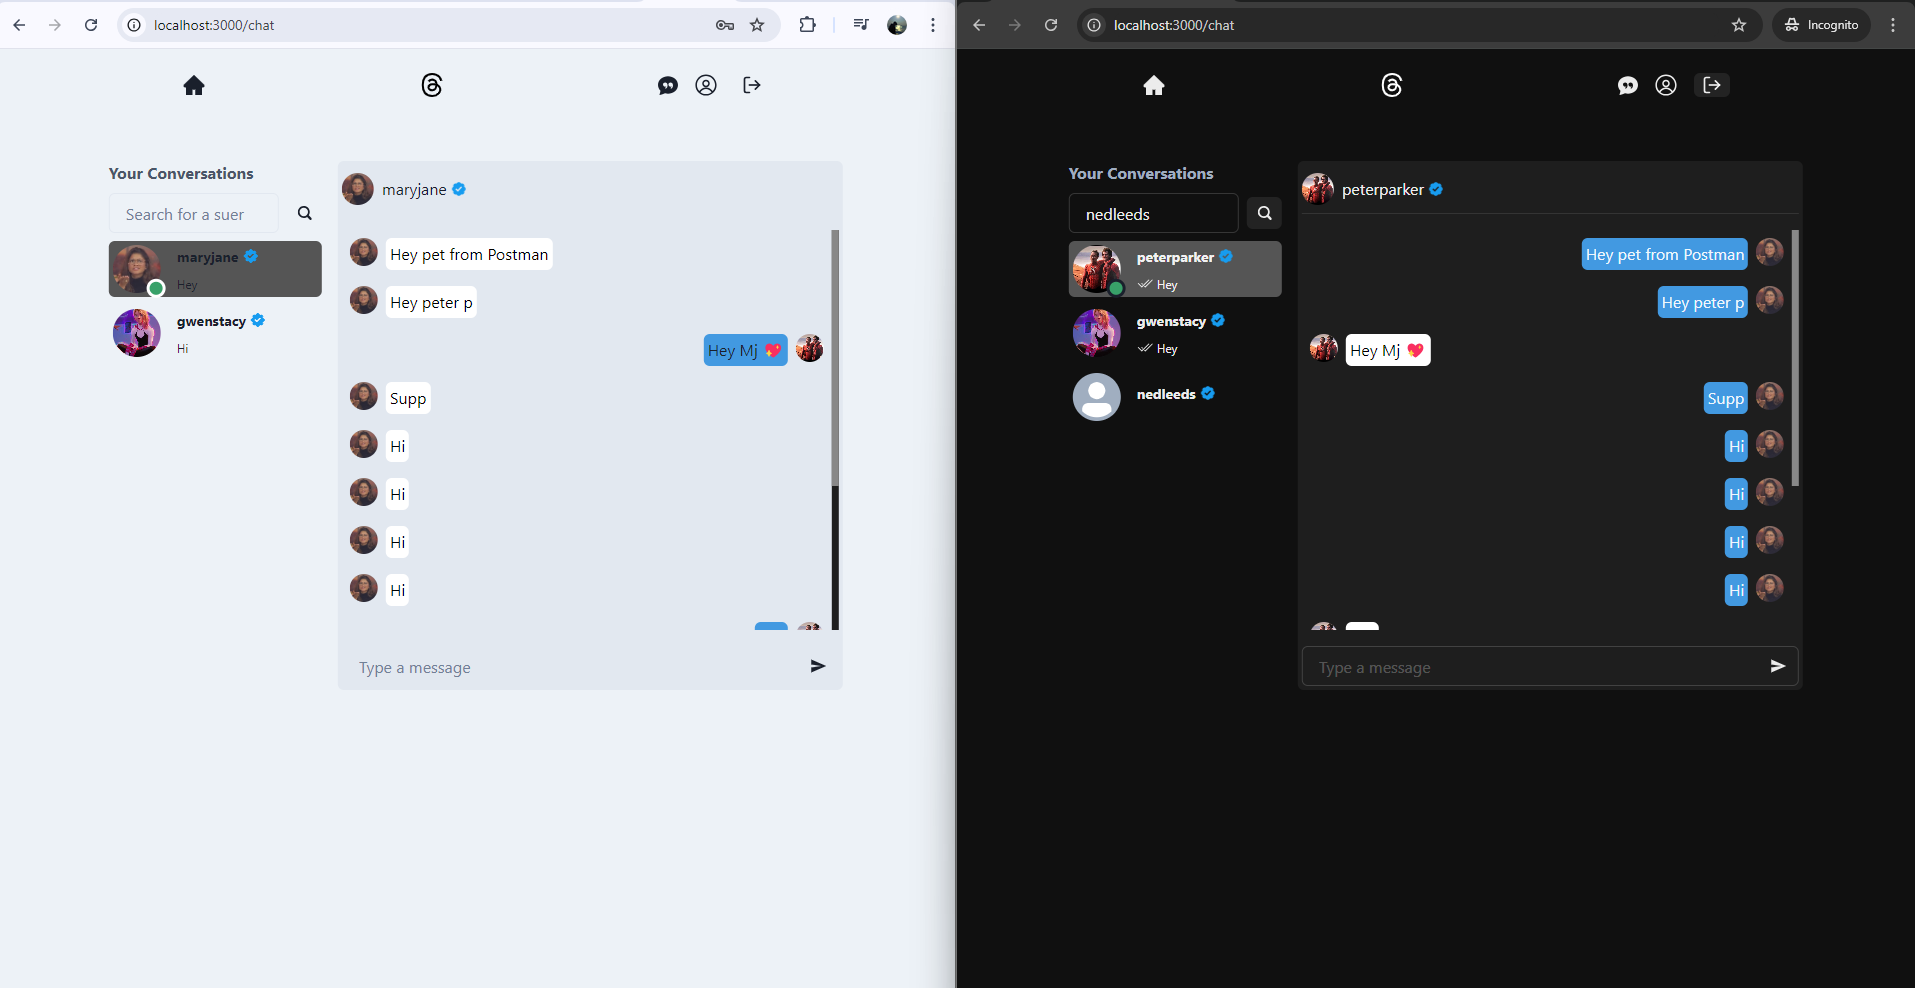 localhost:3000/chat
Your Conversations
Search for a suer
maryjane
Hey
gwenstacy
Hi
maryjane
Hey pet from Postman
Hey peter p
Hey Mj 💖
Supp
Hi
Hi
Hi
Hi
Type a message
localhost:3000/chat
Incognito
Your Conversations
nedleeds
peterparker
Hey
gwenstacy
Hey
nedleeds
peterparker
Hey pet from Postman
Hey peter p
Hey Mj 💖
Supp
Hi
Hi
Hi
Hi
Type a message